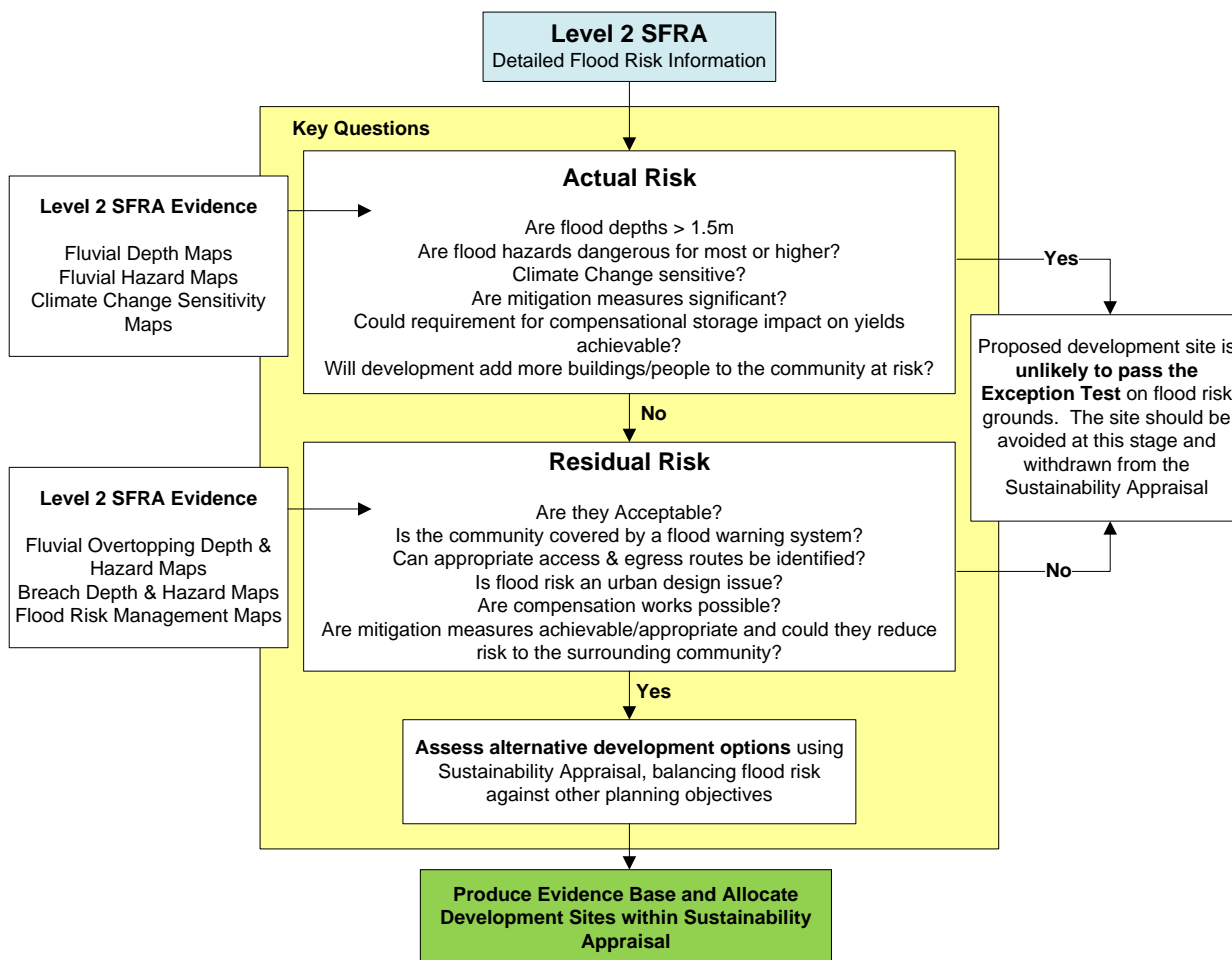 Level 2 SFRA
Detailed Flood Risk Information
Key Questions
Level 2 SFRA Evidence
Fluvial Depth Maps
Fluvial Hazard Maps
Climate Change Sensitivity
Maps
Actual Risk
Are flood depths > 1.5m
Are flood hazards dangerous for most or higher?
Climate Change sensitive?
Are mitigation measures significant?
Could requirement for compensational storage impact on yields
achievable?
Will development add more buildings/people to the community at risk?
Yes
Proposed development site is
unlikely to pass the
Exception Test on flood risk
grounds. The site should be
avoided at this stage and
withdrawn from the
Sustainability Appraisal
No
Level 2 SFRA Evidence
Fluvial Overtopping Depth &
Hazard Maps
Breach Depth & Hazard Maps
Flood Risk Management Maps
Residual Risk
Are they Acceptable?
Is the community covered by a flood warning system?
Can appropriate access & egress routes be identified?
Is flood risk an urban design issue?
Are compensation works possible?
Are mitigation measures achievable/appropriate and could they reduce
risk to the surrounding community?
No
Yes
Assess alternative development options using
Sustainability Appraisal, balancing flood risk
against other planning objectives
Produce Evidence Base and Allocate
Development Sites within Sustainability
Appraisal